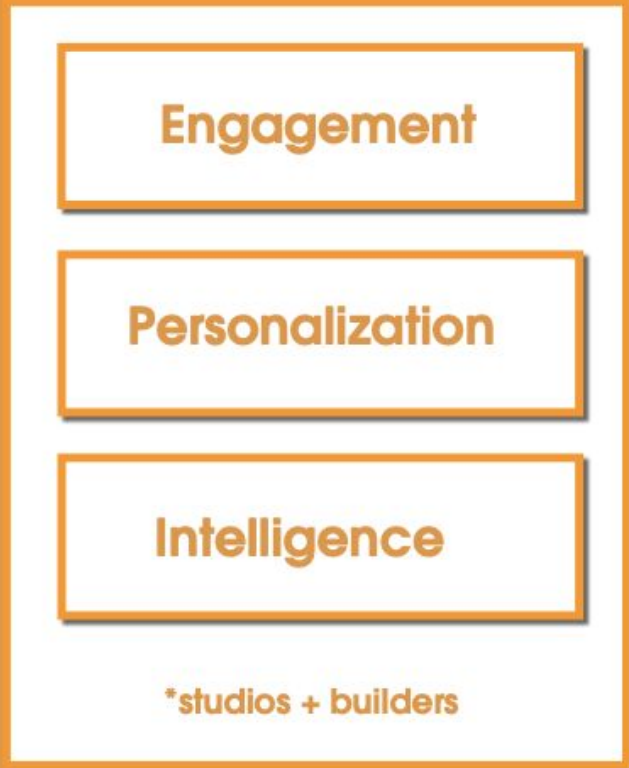 Engagement
Personalization
Intelligence
*studios + builders